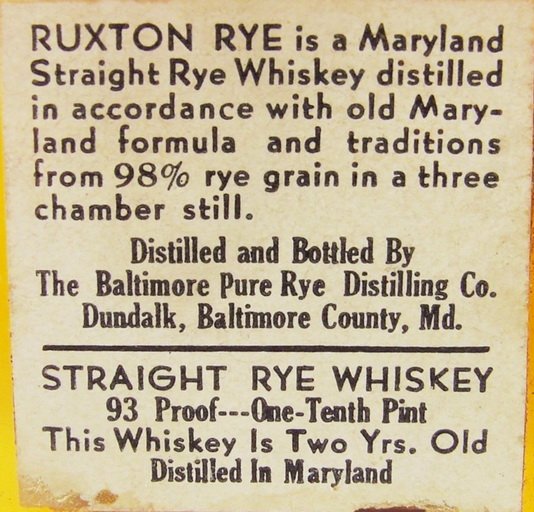 RUXTON RYE is a Maryland
Straight Rye Whiskey distilled
in accordance with old Mary-
land formula and traditions
from 98% rye grain in a three
chamber still.
Distilled and Bottled By
The Baltimore Pure Rye Distilling Co.
Dundalk, Baltimore County, Md.
STRAIGHT RYE WHISKEY
93 Proof---One-Tenth Pint
This Whiskey Is Two Yrs. Old
Distilled In Maryland